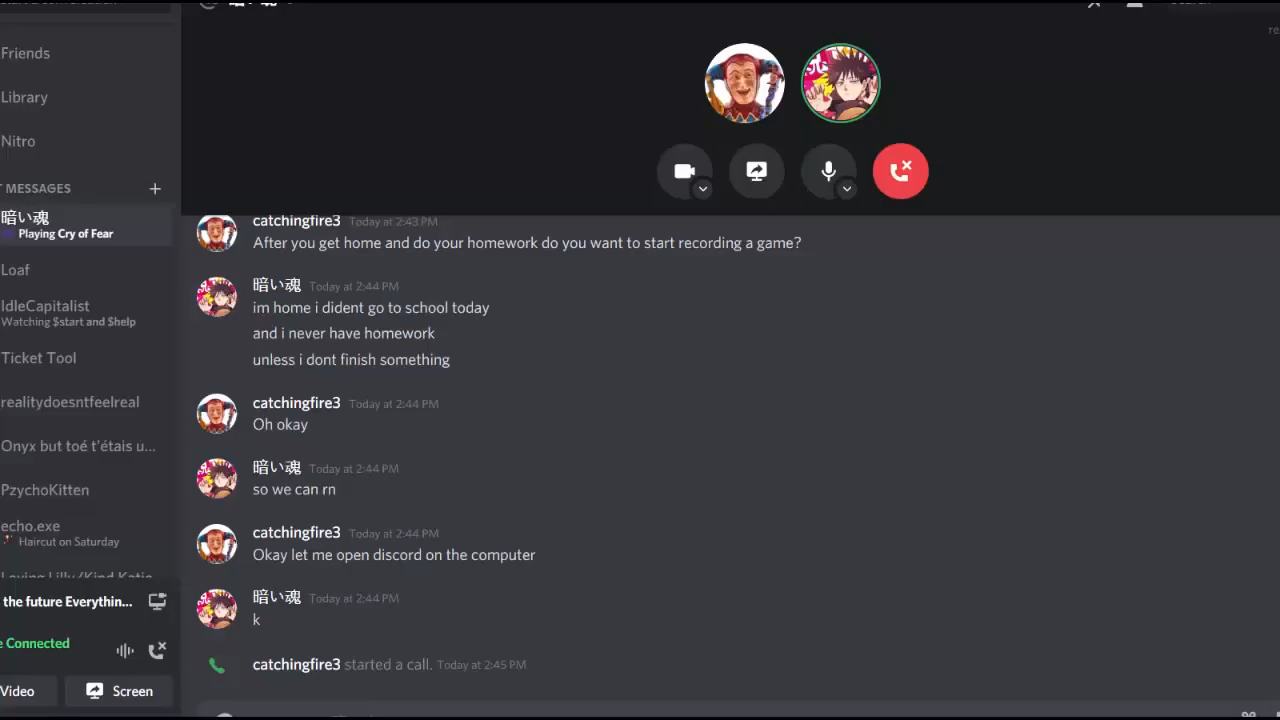 Friends
Library
Nitro
MESSAGES
暗い魂
Playing Cry of Fear
Loaf
IdleCapitalist
Watching $start and $help
Ticket Tool
realitydoesntfeelreal
Onyx but toé t'étais u...
PzychoKitten
echo.exe
Haircut on Saturday
Loving Lilly/Kind Katie
the future Everythin...
Connected
Video
Screen
catchingfire3 Today at 2:43 PM
After you get home and do your homework do you want to start recording a game?
暗い魂 Today at 2:44 PM
im home i dident go to school today
and i never have homework
unless i dont finish something
catchingfire3 Today at 2:44 PM
Oh okay
暗い魂 Today at 2:44 PM
so we can rn
catchingfire3 Today at 2:44 PM
Okay let me open discord on the computer
暗い魂 Today at 2:44 PM
k
catchingfire3 started a call. Today at 2:45 PM